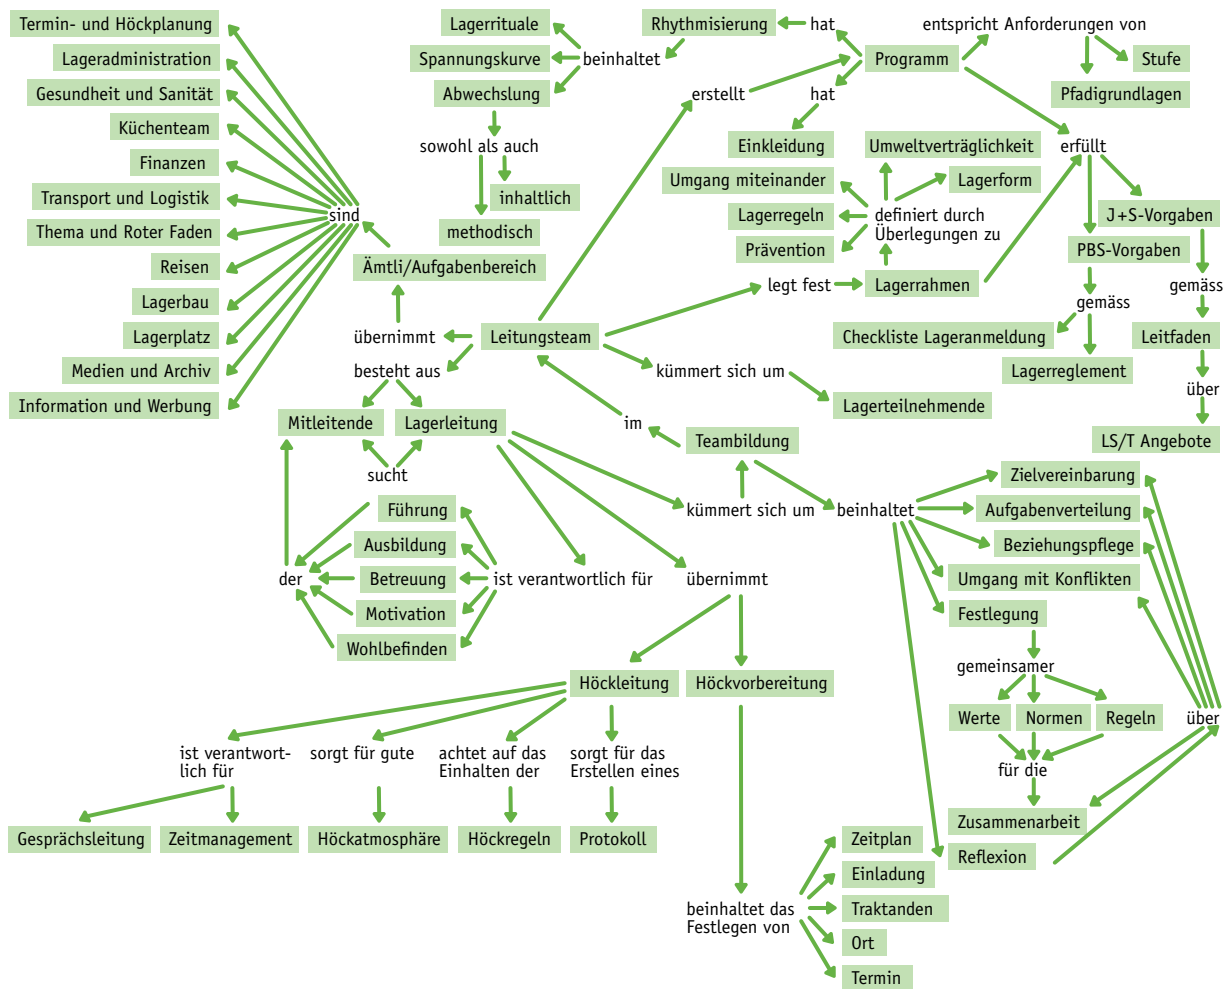 Termin- und Höckplanung
Lageradministration
Gesundheit und Sanität
Küchenteam
Finanzen
Transport und Logistik
Thema und Roter Faden
Reisen
Lagerbau
Lagerplatz
Medien und Archiv
Information und Werbung
sind
Ämtli/Aufgabenbereich
Lagerrituale
Spannungskurve
Abwechslung
beinhaltet
sowohl als auch
inhaltlich
methodisch
Rhythmisierung
hat
Programm
hat
Einkleidung
erstellt
entspricht Anforderungen von
Stufe
Pfadigrundlagen
erfüllt
Umweltverträglichkeit
Umgang miteinander
Lagerform
Lagerregeln
Prävention
definiert durch
Überlegungen zu
legt fest
Lagerrahmen
J+S-Vorgaben
PBS-Vorgaben
gemäss
gemäss
Checkliste Lageranmeldung
Lagerreglement
Leitfaden
über
LS/T Angebote
übernimmt
Leitungsteam
besteht aus
kümmert sich um
Lagerteilnehmende
Mitleitende
Lagerleitung
im
Teambildung
sucht
kümmert sich um
beinhaltet
Führung
Ausbildung
Betreuung
Motivation
Wohlbefinden
der
ist verantwortlich für
übernimmt
Zielvereinbarung
Aufgabenverteilung
Beziehungspflege
Umgang mit Konflikten
Festlegung
gemeinsamer
Werte
Normen
Regeln
über
für die
Zusammenarbeit
Reflexion
Höckleitung
Höckvorbereitung
ist verantwort-
lich für
sorgt für gute
achtet auf das
Einhalten der
sorgt für das
Erstellen eines
Gesprächsleitung
Zeitmanagement
Höckatmosphäre
Höckregeln
Protokoll
beinhaltet das
Festlegen von
Zeitplan
Einladung
Traktanden
Ort
Termin